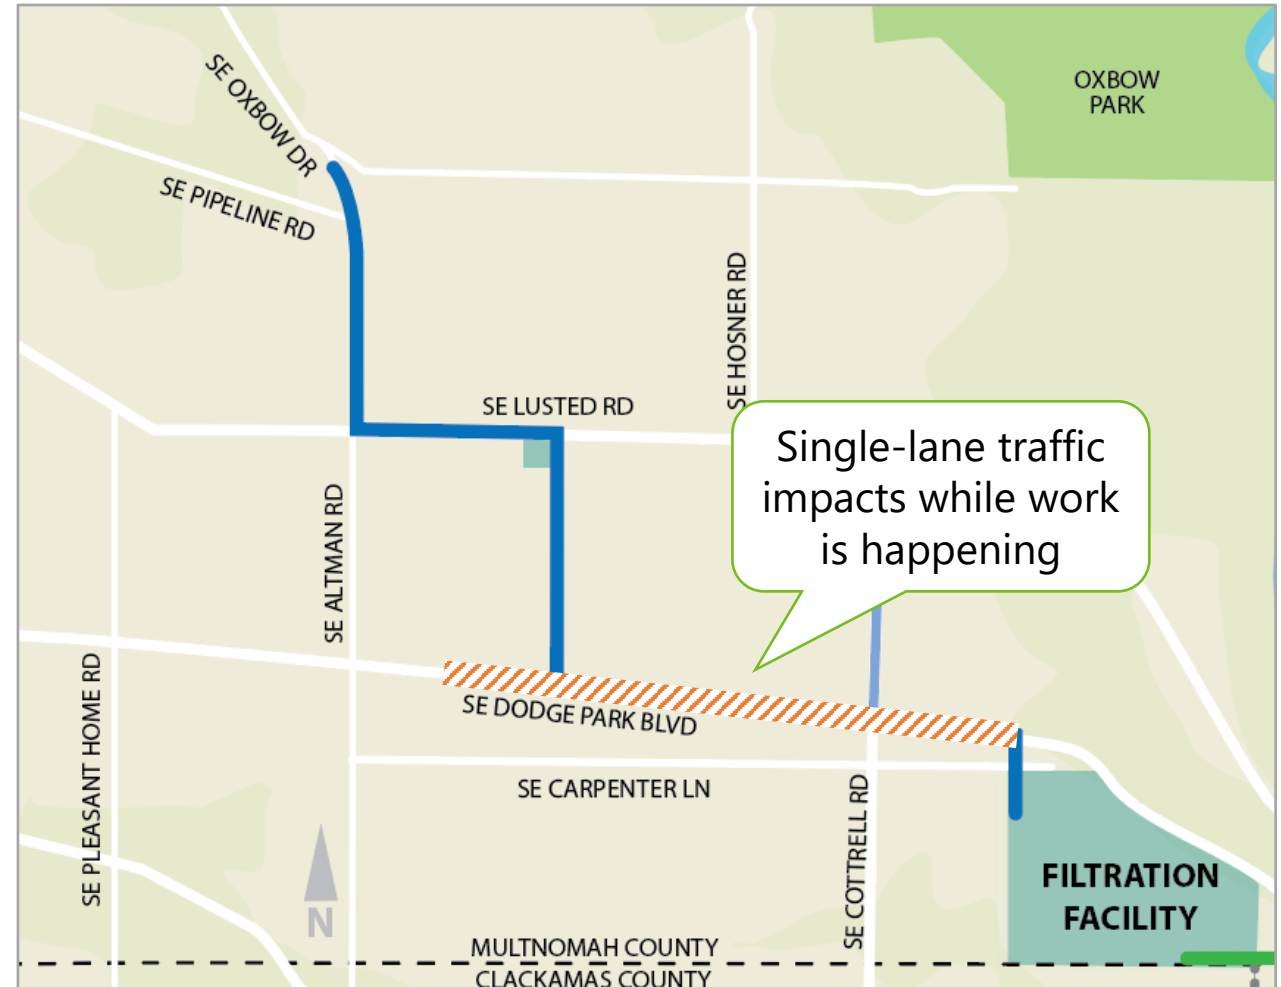 OXBOW
PARK
SE OXBOW DR
SE PIPELINE RD
SE HOSNER RD
SE LUSTED RD
Single-lane traffic
impacts while work
is happening
SE ALTMAN RD
SE PLEASANT HOME RD
SE DODGE PARK BLVD
SE CARPENTER LN
SE COTTRELL RD
FILTRATION
FACILITY
N
MULTNOMAH COUNTY
CLACKAMAS COUNTY